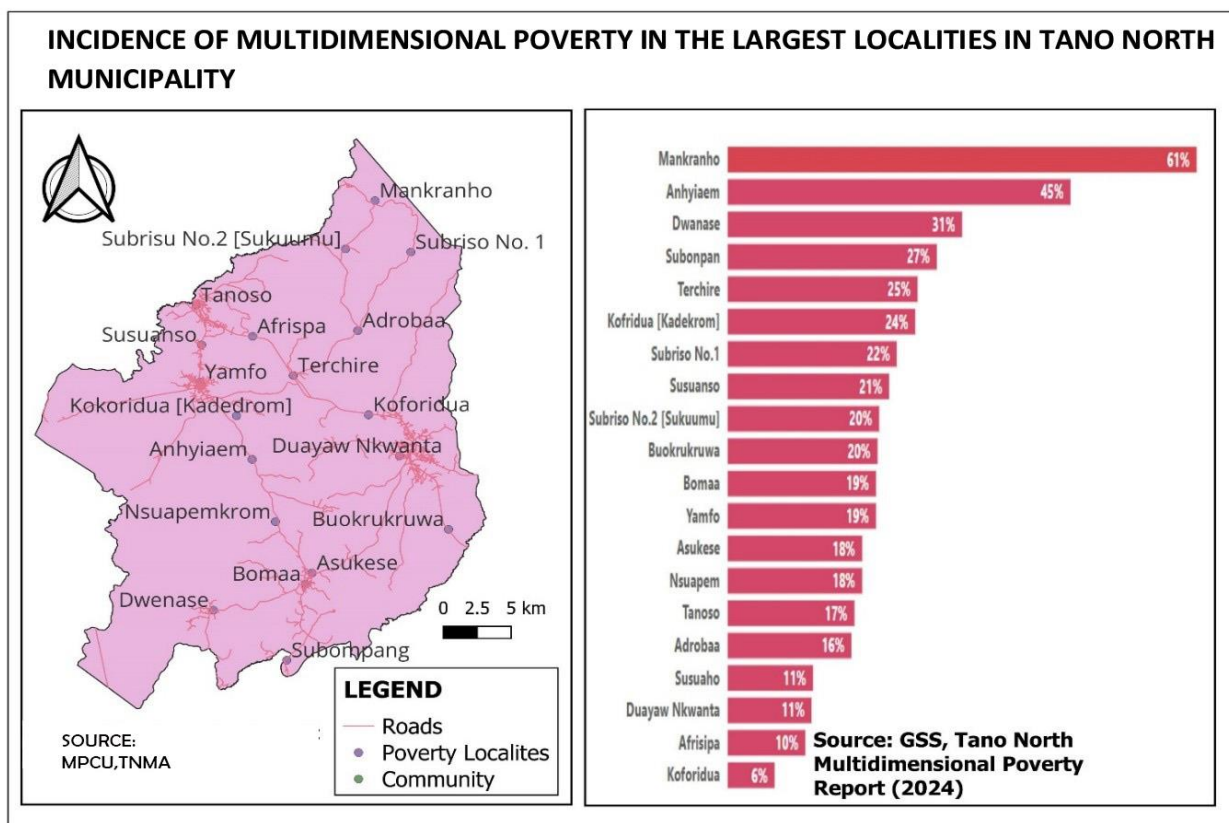 INCIDENCE OF MULTIDIMENSIONAL POVERTY IN THE LARGEST LOCALITIES IN TANO NORTH
MUNICIPALITY
Mankranho
Subrisu No.2 [Sukuumu]
Subriso No. 1
Tanoso
Afrispa
Adrobaa
Susuanso
Terchire
Yamfo
Kokoridua [Kadedrom]
Koforidua
Anhyiaem
Duayaw Nkwanta
Nsuapemkrom
Buokrukruwa
Asukese
Bomaa
Dwenase
0 2.5 5 km
Subompang
LEGEND
Roads
Poverty Localites
Community
SOURCE:
MPCU,TNMA
Mankranho 61%
Anhyiaem 45%
Dwanase 31%
Subonpan 27%
Terchire 25%
Kofridua [Kadekrom] 24%
Subriso No.1 22%
Susuanso 21%
Subriso No.2 [Sukuumu] 20%
Buokrukruwa 20%
Bomaa 19%
Yamfo 19%
Asukese 18%
Nsuapem 18%
Tanoso 17%
Adrobaa 16%
Susuaho 11%
Duayaw Nkwanta 11%
Afrisipa 10%
Koforidua 6%
Source: GSS, Tano North
Multidimensional Poverty
Report (2024)